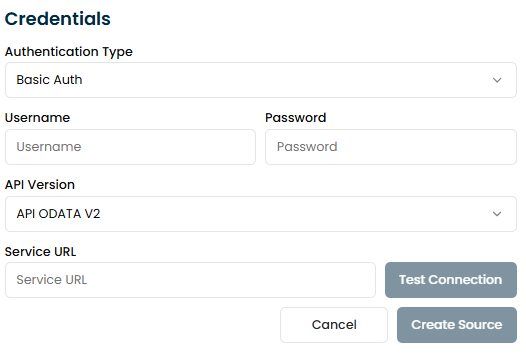 Credentials
Authentication Type
Basic Auth
Username Password
Username Password
API Version
API ODATA V2
Service URL
Service URL Test Connection
Cancel Create Source